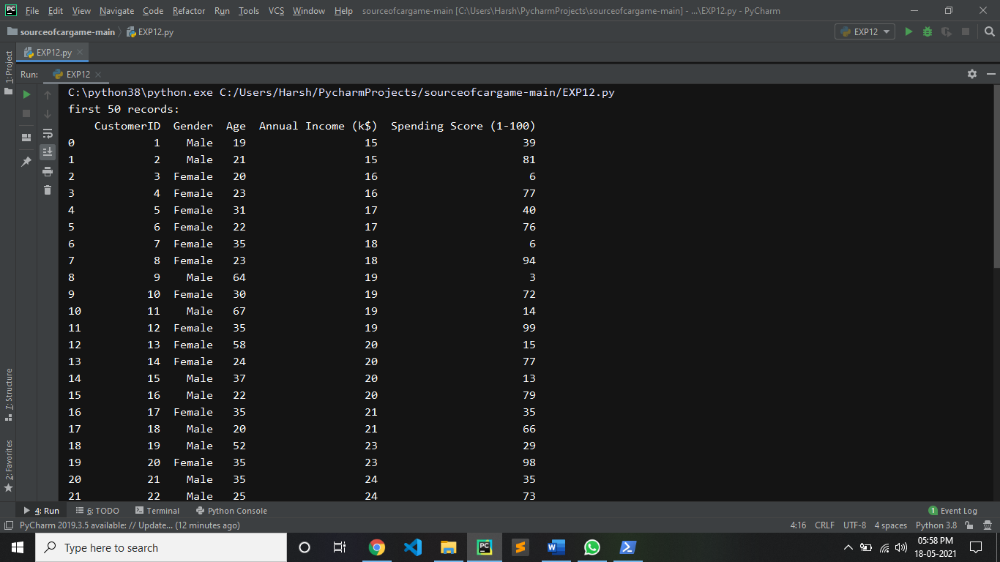 PC File Edit View Navigate Code Refactor Run Tools VCS Window Help sourceofcargame-main [C:\Users\Harsh\PycharmProjects\sourceofcargame-main] - ...\EXP12.py - PyCharm
sourceofcargame-main EXP12.py EXP12
1: Project EXP12.py
Run: EXP12
C:\python38\python.exe C:/Users/Harsh/PycharmProjects/sourceofcargame-main/EXP12.py
first 50 records:
CustomerID Gender Age Annual Income (k$) Spending Score (1-100)
0 1 Male 19 15 39
1 2 Male 21 15 81
2 3 Female 20 16 6
3 4 Female 23 16 77
4 5 Female 31 17 40
5 6 Female 22 17 76
6 7 Female 35 18 6
7 8 Female 23 18 94
8 9 Male 64 19 3
9 10 Female 30 19 72
10 11 Male 67 19 14
11 12 Female 35 19 99
12 13 Female 58 20 15
13 14 Female 24 20 77
14 15 Male 37 20 13
15 16 Male 22 20 79
16 17 Female 35 21 35
17 18 Male 20 21 66
18 19 Male 52 23 29
19 20 Female 35 23 98
20 21 Male 35 24 35
21 22 Male 25 24 73
7: Structure
2: Favorites
4: Run 6: TODO Terminal Python Console 1 Event Log
PyCharm 2019.3.5 available: // Update... (12 minutes ago) 4:16 CRLF UTF-8 4 spaces Python 3.8
Type here to search PC W 05:58 PM
18-05-2021